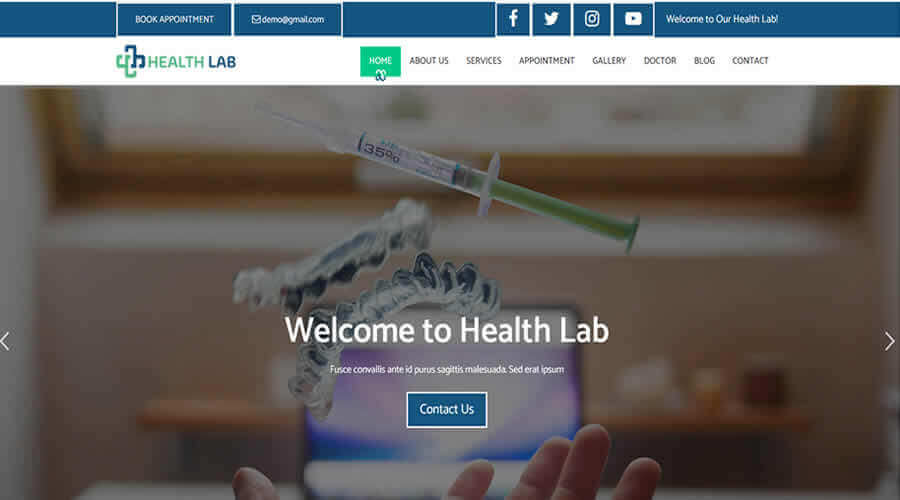 BOOK APPOINTMENT
demo@gmail.com
Welcome to Our Health Lab!
HEALTH LAB
HOME ABOUT US SERVICES APPOINTMENT GALLERY DOCTOR BLOG CONTACT
35%
Welcome to Health Lab
Fusce convallis ante id purus sagittis malesuada. Sed erat ipsum
Contact Us